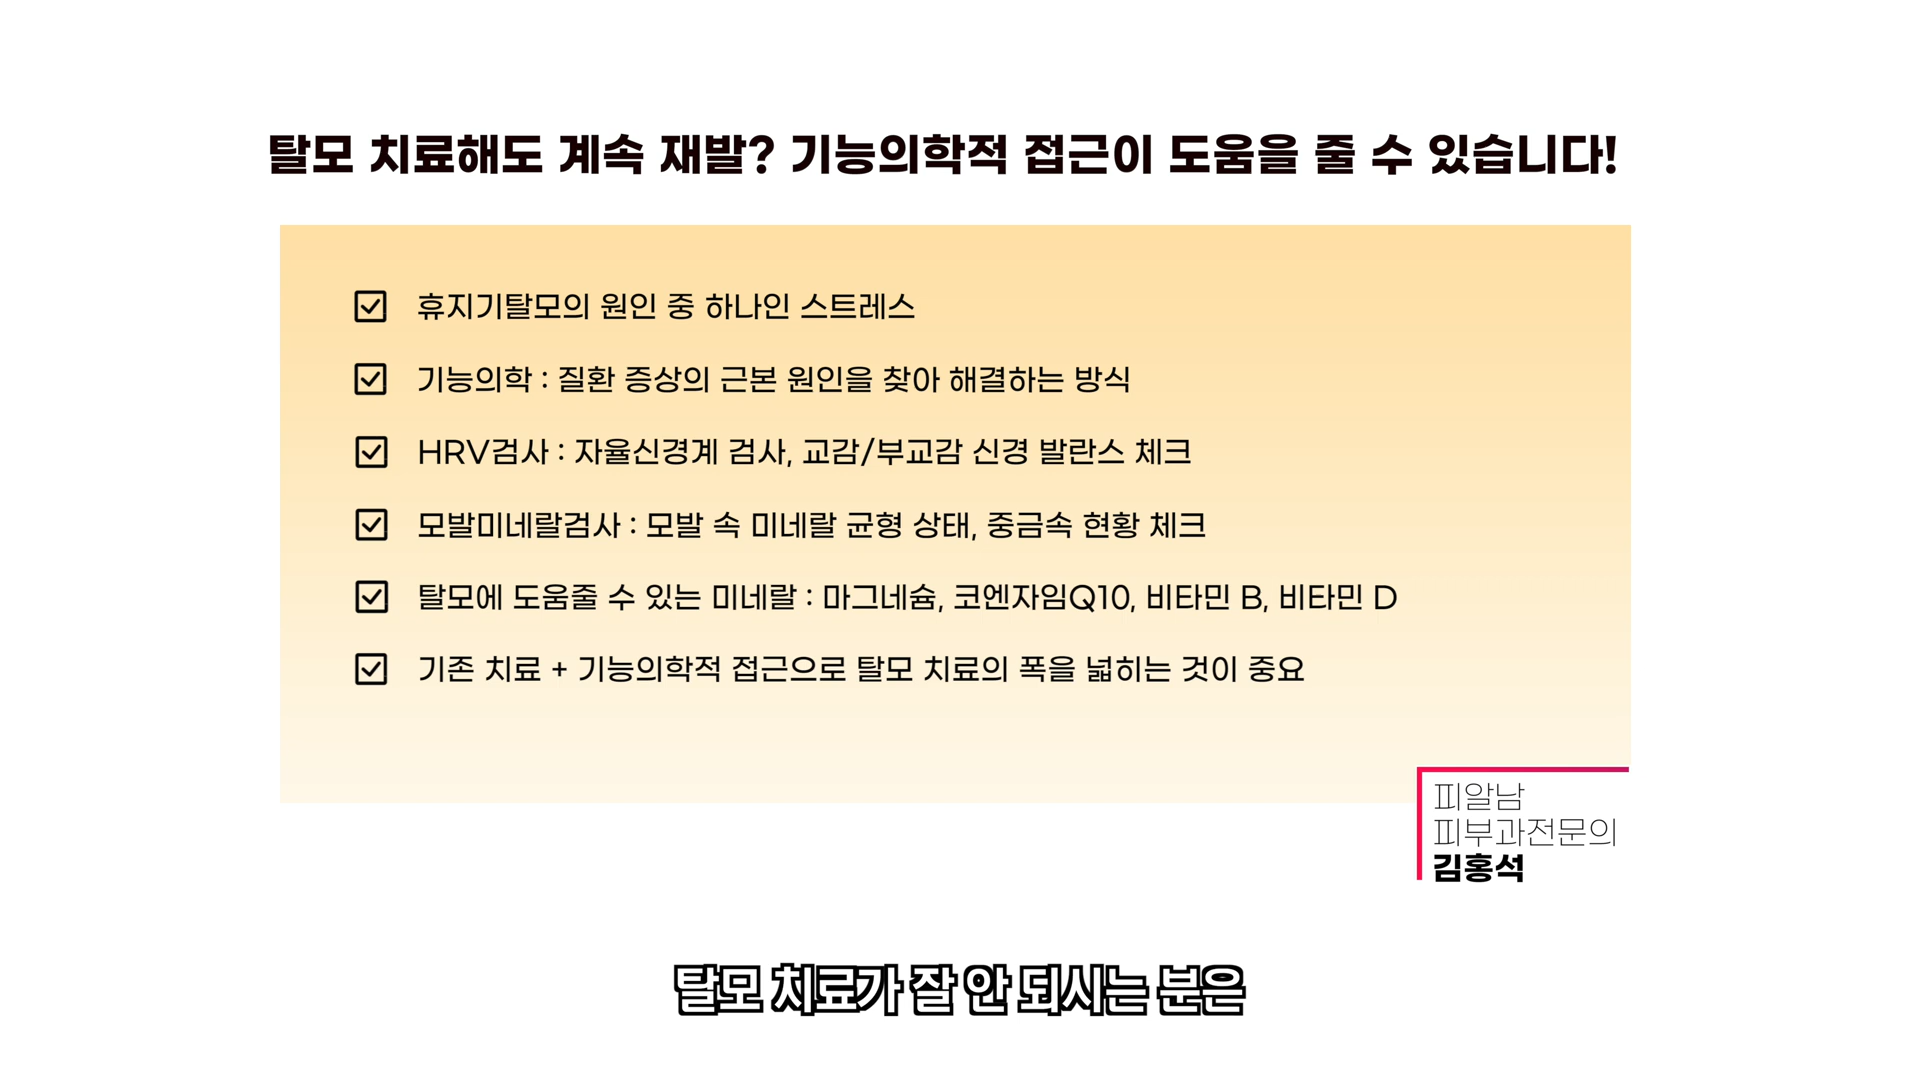 탈모 치료해도 계속 재발? 기능의학적 접근이 도움을 줄 수 있습니다!
휴지기탈모의 원인 중 하나인 스트레스
기능의학 : 질환 증상의 근본 원인을 찾아 해결하는 방식
HRV검사 : 자율신경계 검사, 교감/부교감 신경 발란스 체크
모발미네랄검사 : 모발 속 미네랄 균형 상태, 중금속 현황 체크
탈모에 도움줄 수 있는 미네랄 : 마그네슘, 코엔자임Q10, 비타민 B, 비타민 D
기존 치료 + 기능의학적 접근으로 탈모 치료의 폭을 넓히는 것이 중요
피알남
피부과전문의
김홍석
탈모 치료가 잘 안 되시는 분은